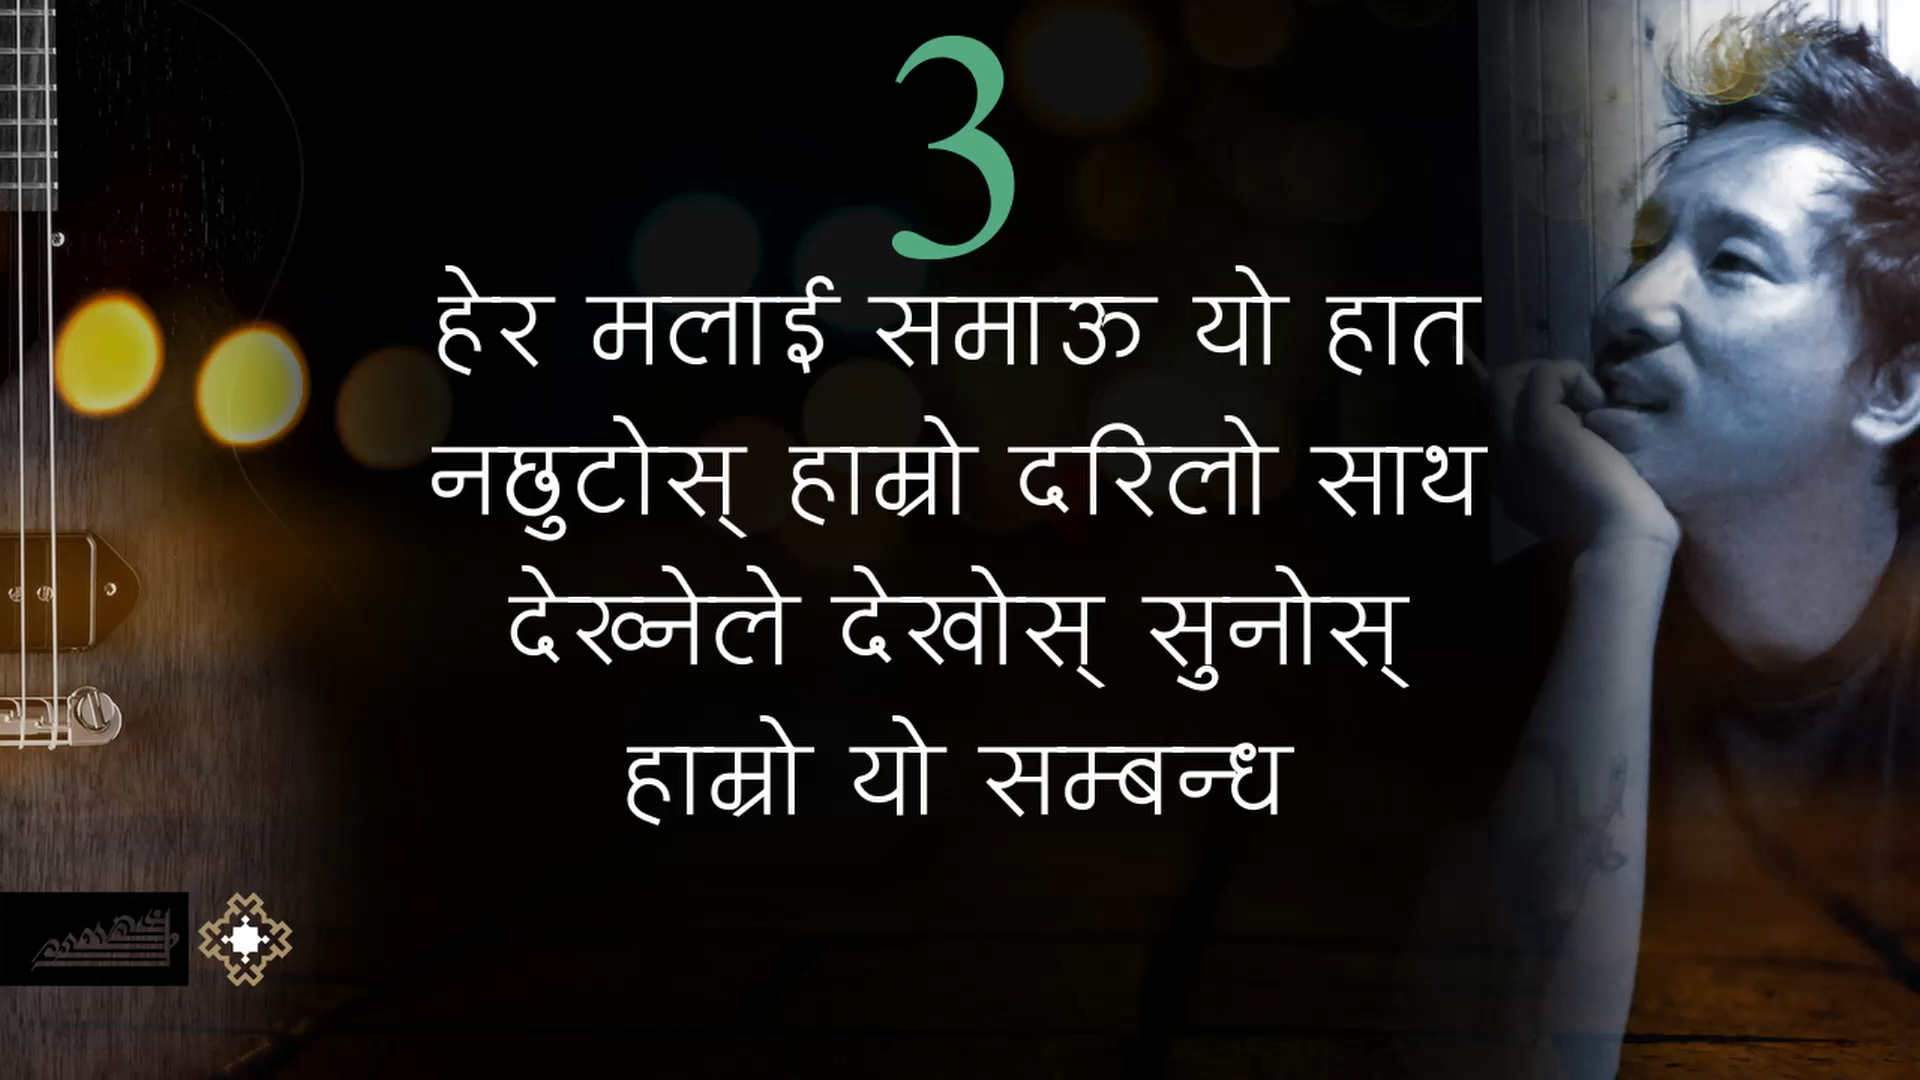 3
हेर मलाई समाऊ यो हात
नछुटोस् हाम्रो दरिलो साथ
देख्नेले देखोस् सुनोस्
हाम्रो यो सम्बन्ध